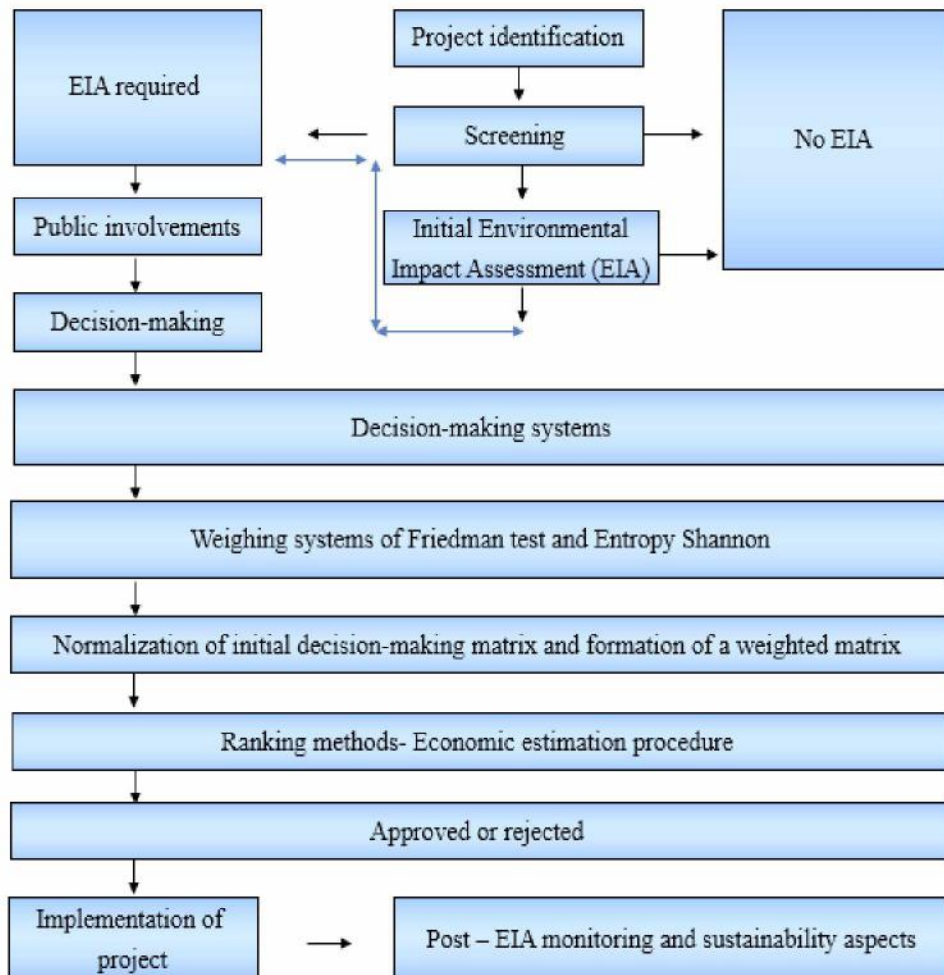 Project identification
EIA required
Screening
No EIA
Public involvements
Initial Environmental
Impact Assessment (EIA)
Decision-making
Decision-making systems
Weighing systems of Friedman test and Entropy Shannon
Normalization of initial decision-making matrix and formation of a weighted matrix
Ranking methods- Economic estimation procedure
Approved or rejected
Implementation of
project
Post – EIA monitoring and sustainability aspects